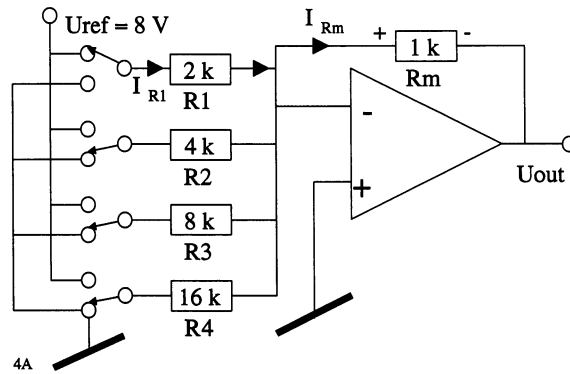 Uref = 8 V
I R1
2 k
R1
4 k
R2
8 k
R3
16 k
R4
I Rm
+ 1 k -
Rm
-
+
Uout
4A